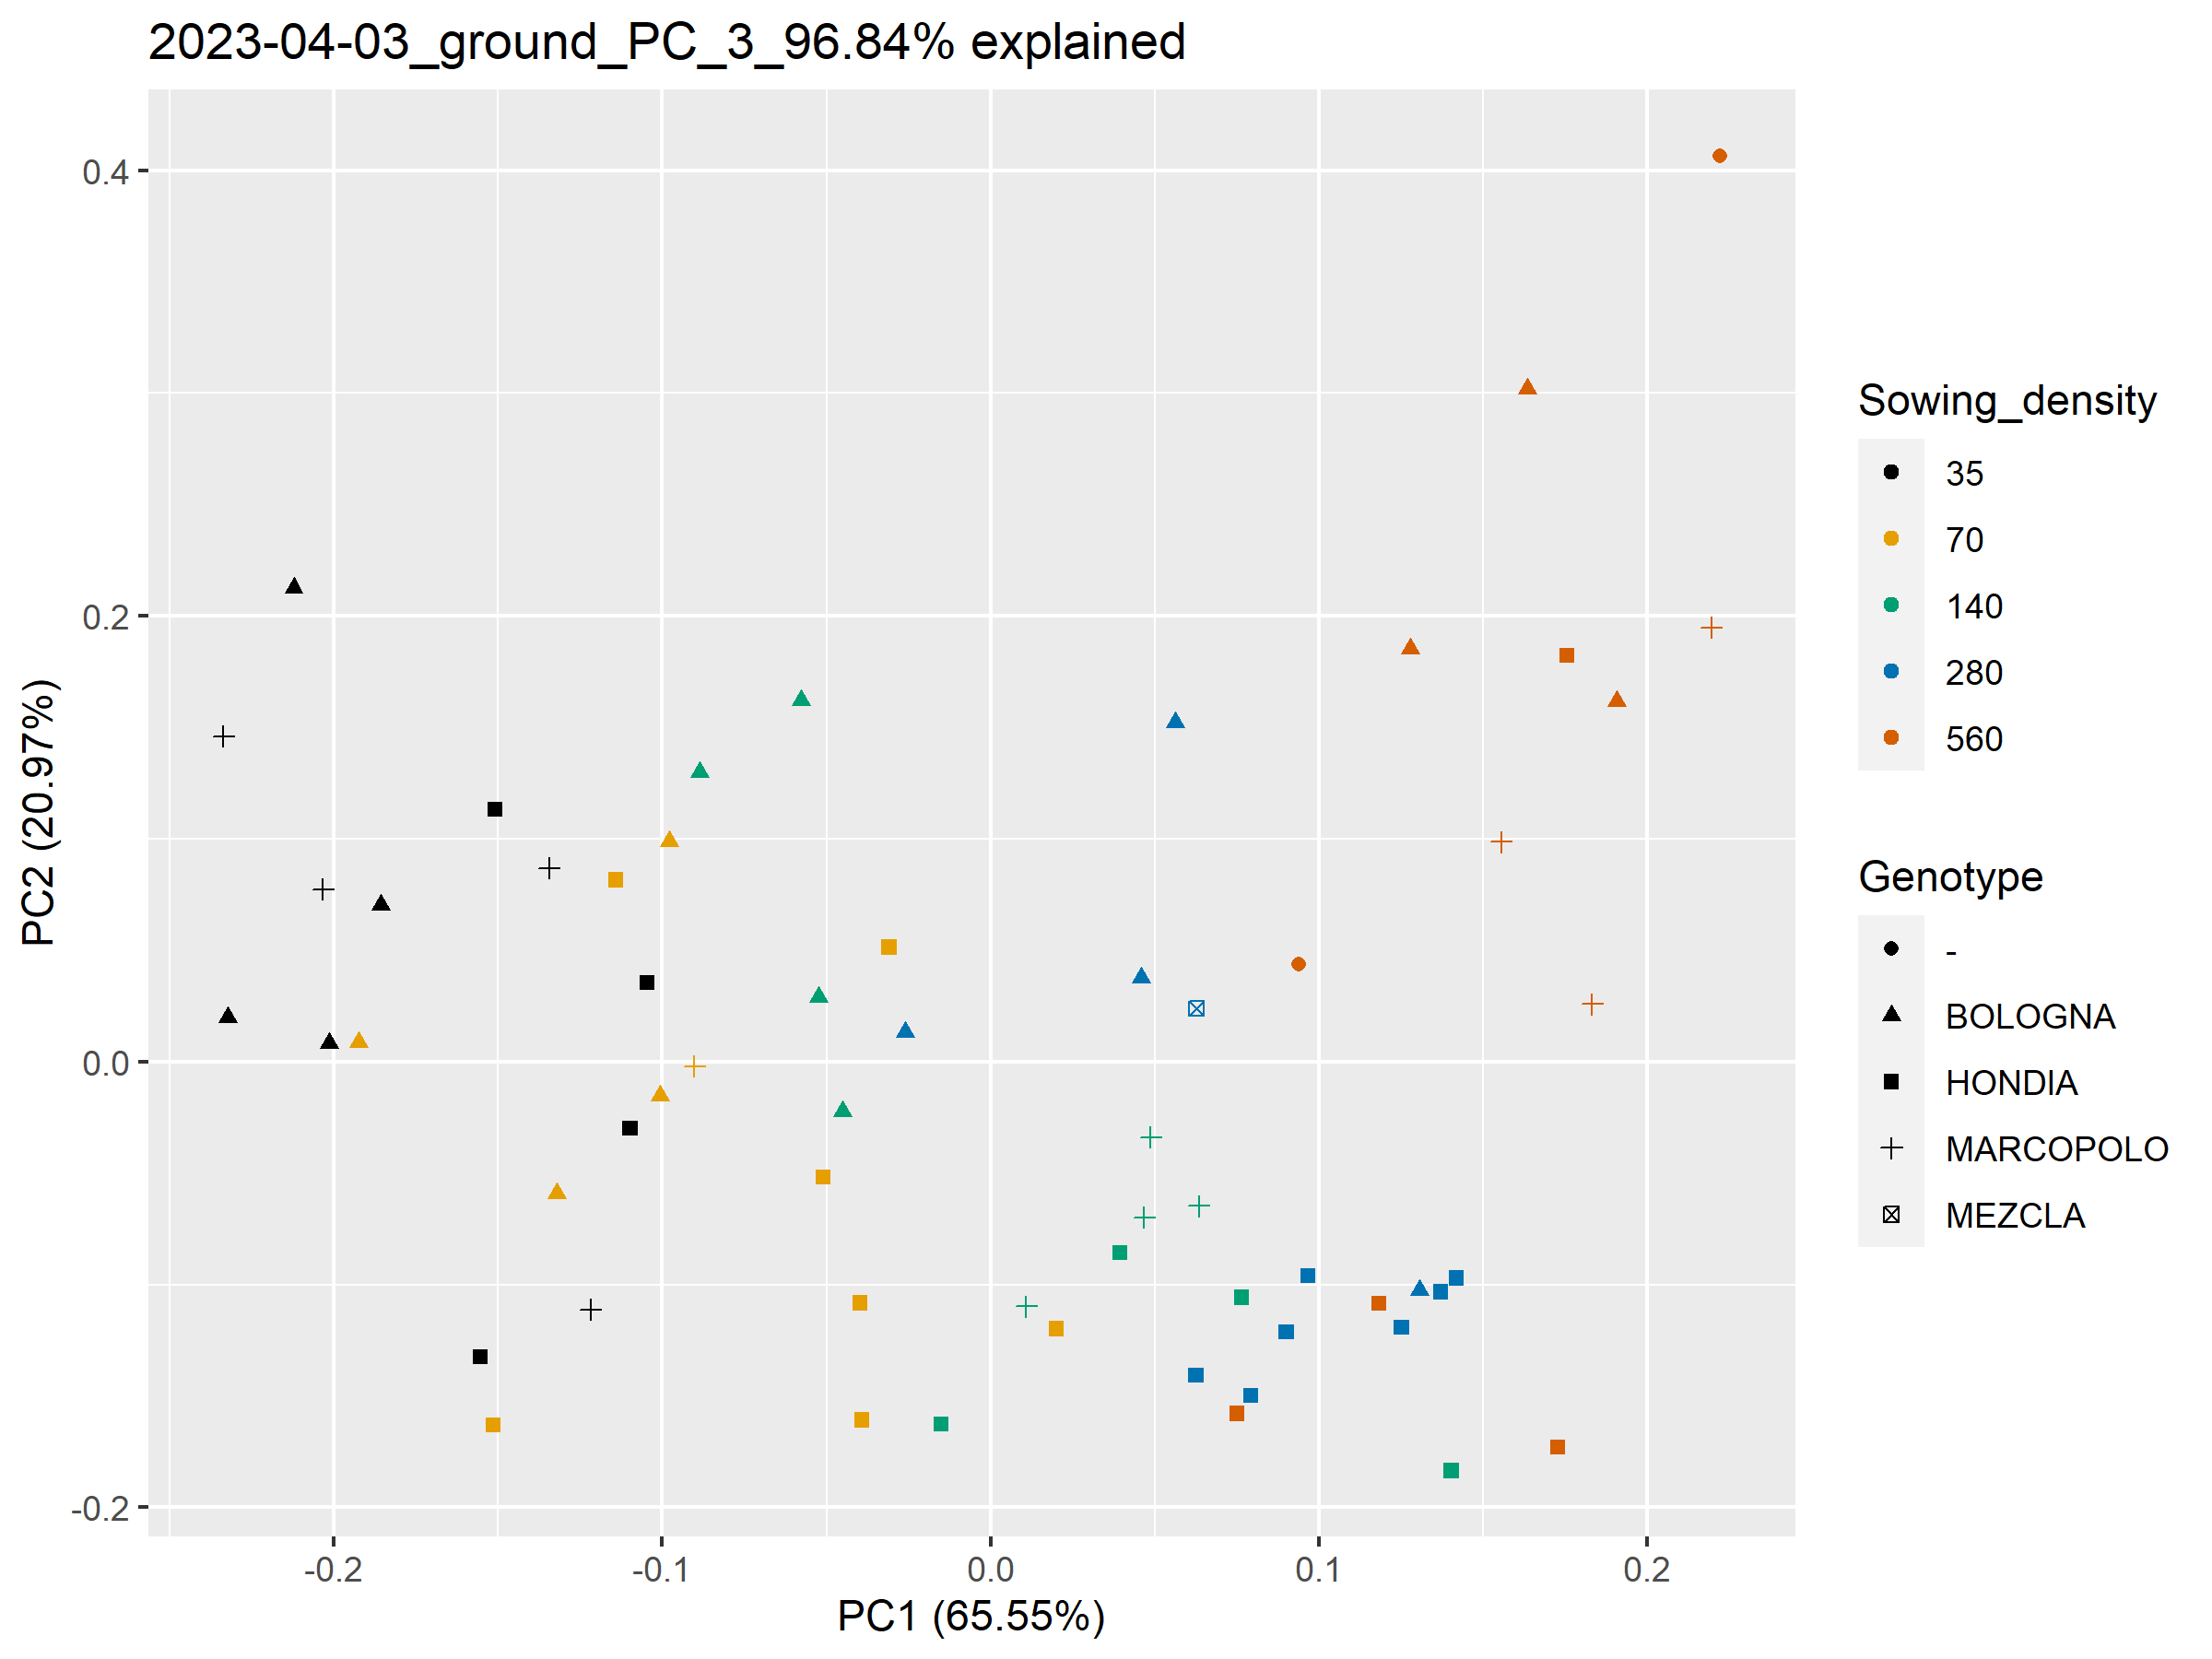 2023-04-03_ground_PC_3_96.84% explained
0.4
0.2
0.0
-0.2
PC2 (20.97%)
-0.2
-0.1
0.0
0.1
0.2
PC1 (65.55%)
Sowing_density
35
70
140
280
560
Genotype
-
BOLOGNA
HONDIA
MARCOPOLO
MEZCLA